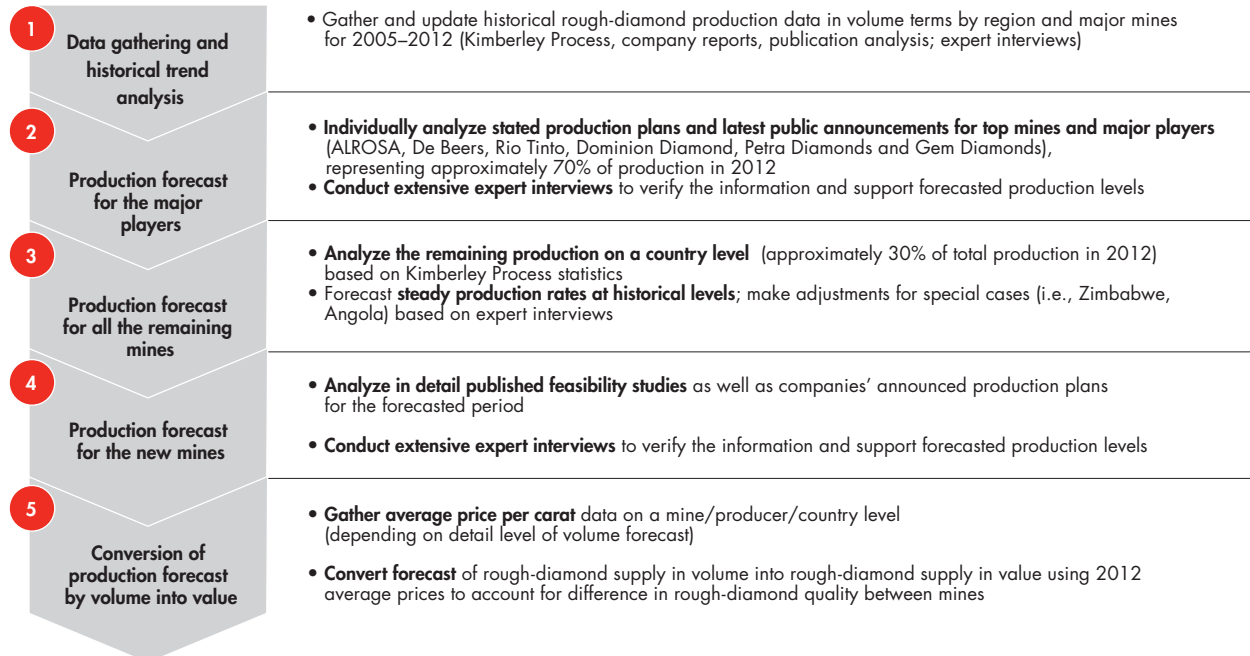 1
Data gathering and
historical trend
analysis
• Gather and update historical rough-diamond production data in volume terms by region and major mines
for 2005–2012 (Kimberley Process, company reports, publication analysis; expert interviews)
2
Production forecast
for the major
players
• Individually analyze stated production plans and latest public announcements for top mines and major players
(ALROSA, De Beers, Rio Tinto, Dominion Diamond, Petra Diamonds and Gem Diamonds),
representing approximately 70% of production in 2012
• Conduct extensive expert interviews to verify the information and support forecasted production levels
3
Production forecast
for all the remaining
mines
• Analyze the remaining production on a country level (approximately 30% of total production in 2012)
based on Kimberley Process statistics
• Forecast steady production rates at historical levels; make adjustments for special cases (i.e., Zimbabwe,
Angola) based on expert interviews
4
Production forecast
for the new mines
• Analyze in detail published feasibility studies as well as companies’ announced production plans
for the forecasted period
• Conduct extensive expert interviews to verify the information and support forecasted production levels
5
Conversion of
production forecast
by volume into value
• Gather average price per carat data on a mine/producer/country level
(depending on detail level of volume forecast)
• Convert forecast of rough-diamond supply in volume into rough-diamond supply in value using 2012
average prices to account for difference in rough-diamond quality between mines